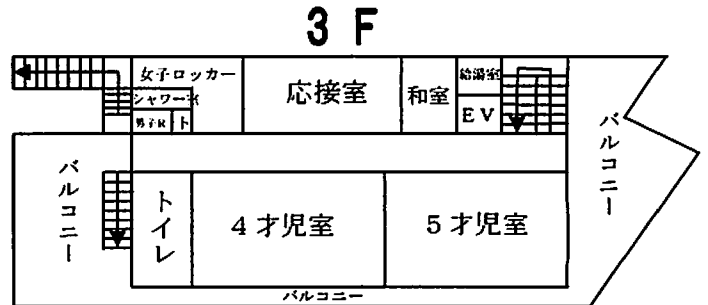 3 F
女子ロッカー
応接室
和室
給湯室
シャワー室
男子R
ト
EV
バルコニー
バルコニー
トイレ
4才児室
5才児室
バルコニー